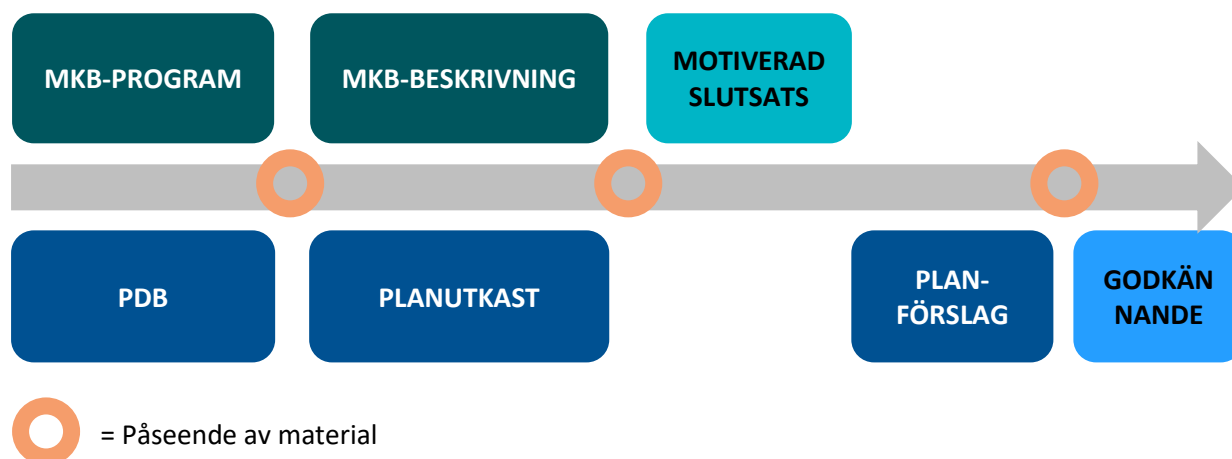 MKB-PROGRAM
MKB-BESKRIVNING
MOTIVERAD
SLUTSATS
PDB
PLANUTKAST
PLAN-
FÖRSLAG
GODKÄN
NANDE
= Påseende av material